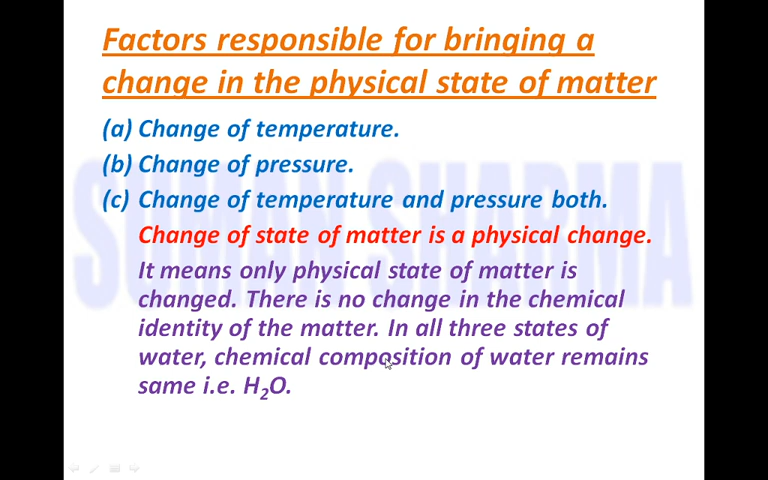 Factors responsible for bringing a
change in the physical state of matter
(a) Change of temperature.
(b) Change of pressure.
(c) Change of temperature and pressure both.
Change of state of matter is a physical change.
It means only physical state of matter is
changed. There is no change in the chemical
identity of the matter. In all three states of
water, chemical composition of water remains
same i.e. H₂O.
SUMAN SHARMA